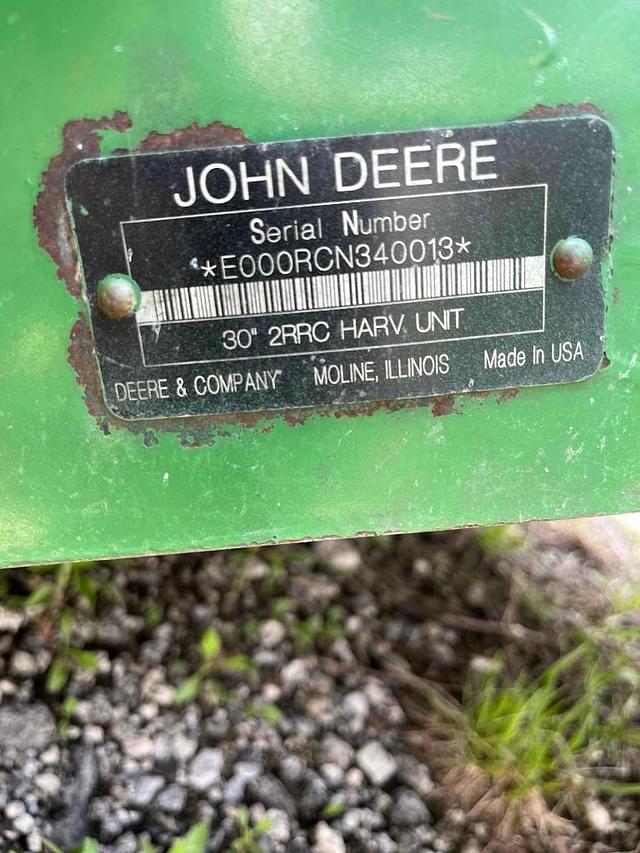 JOHN DEERE
Serial Number
*E000RCN340013*
30" 2RRC HARV. UNIT
DEERE & COMPANY MOLINE, ILLINOIS Made In USA